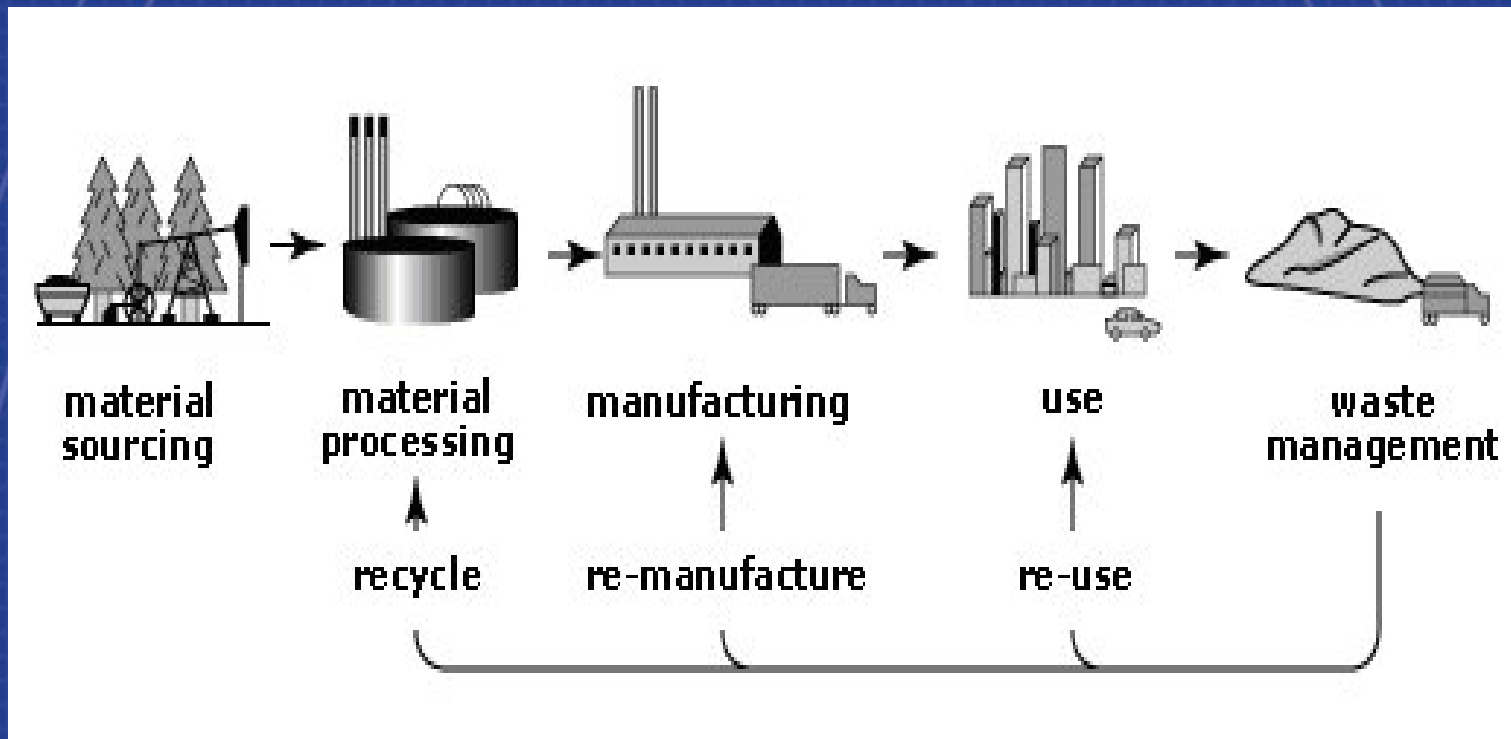 material
sourcing
material
processing
manufacturing
use
waste
management
recycle
re-manufacture
re-use